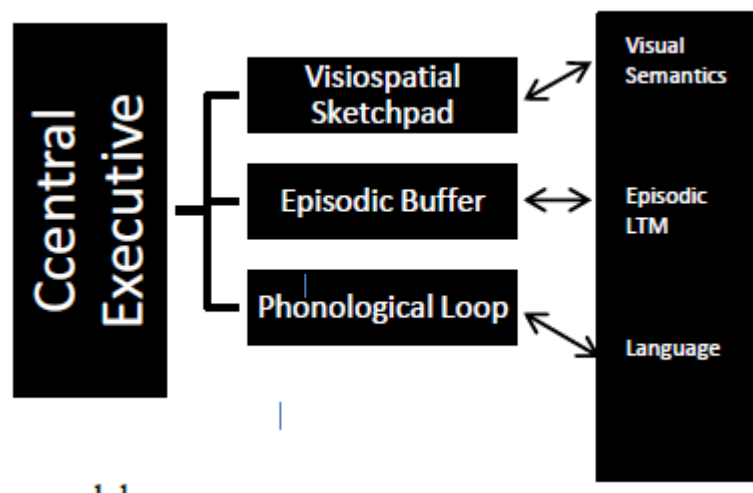 Ccentral
Executive
Visiospatial
Sketchpad
Episodic Buffer
Phonological Loop
Visual
Semantics
Episodic
LTM
Language